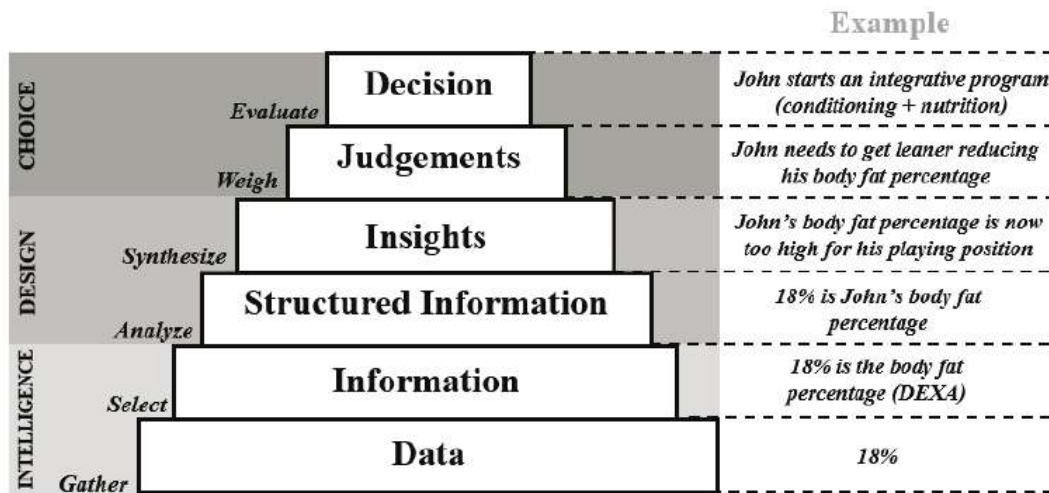 Example
CHOICE
Evaluate
Decision
John starts an integrative program
(conditioning + nutrition)
Weigh
Judgements
John needs to get leaner reducing
his body fat percentage
DESIGN
Synthesize
Insights
John's body fat percentage is now
too high for his playing position
Analyze
Structured Information
18% is John's body fat
percentage
INTELLIGENCE
Select
Information
18% is the body fat
percentage (DEXA)
Gather
Data
18%